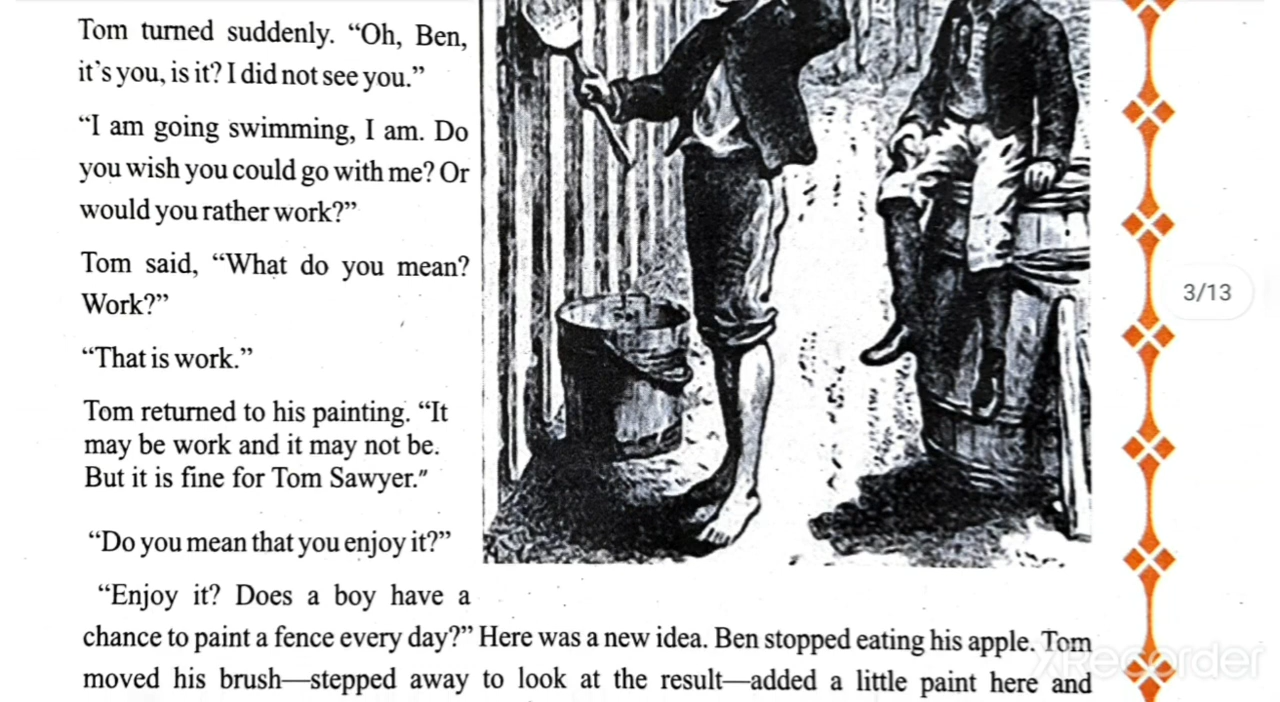 Tom turned suddenly. “Oh, Ben,
it’s you, is it? I did not see you.”
“I am going swimming, I am. Do
you wish you could go with me? Or
would you rather work?”
Tom said, “What do you mean?
Work?”
“That is work.”
Tom returned to his painting. “It
may be work and it may not be.
But it is fine for Tom Sawyer."
“Do you mean that you enjoy it?”
“Enjoy it? Does a boy have a
chance to paint a fence every day?” Here was a new idea. Ben stopped eating his apple. Tom
moved his brush—stepped away to look at the result—added a little paint here and
3/13
XRecorder